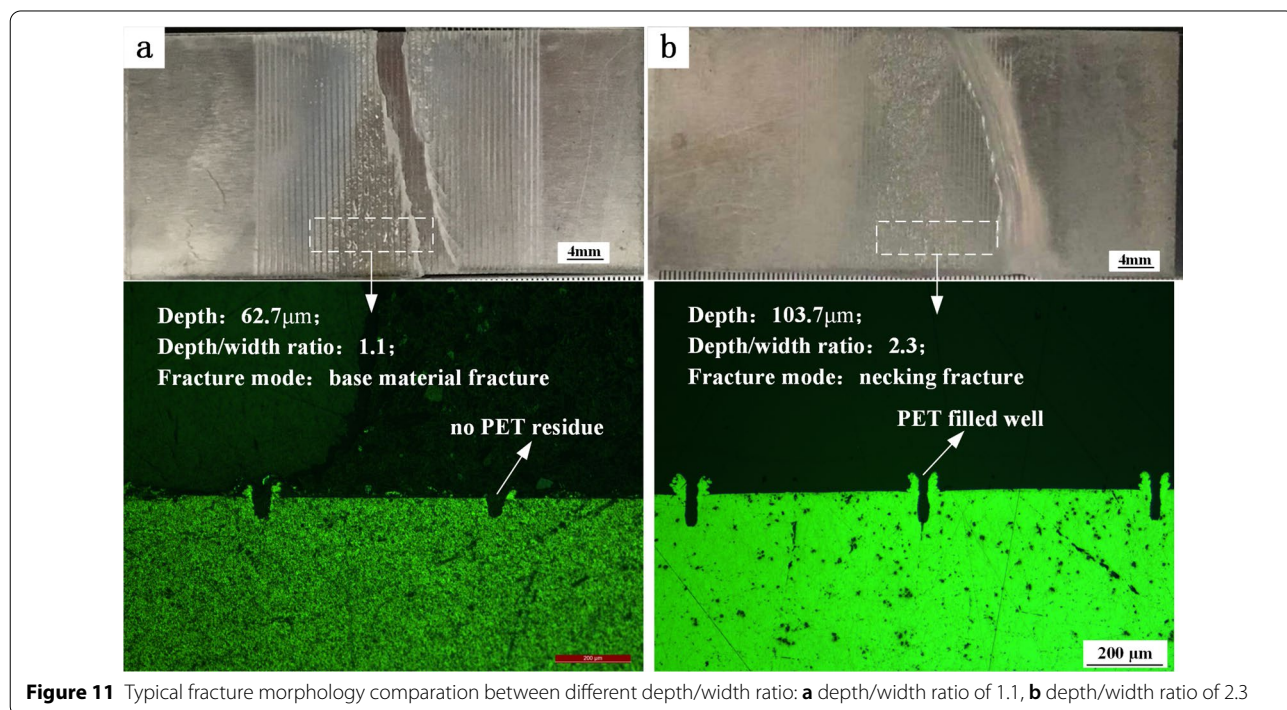 a
b
4mm
4mm
Depth: 62.7μm;
Depth/width ratio: 1.1;
Fracture mode: base material fracture
no PET residue
200 μm
Depth: 103.7μm;
Depth/width ratio: 2.3;
Fracture mode: necking fracture
PET filled well
200 μm
Figure 11 Typical fracture morphology comparation between different depth/width ratio: a depth/width ratio of 1.1, b depth/width ratio of 2.3